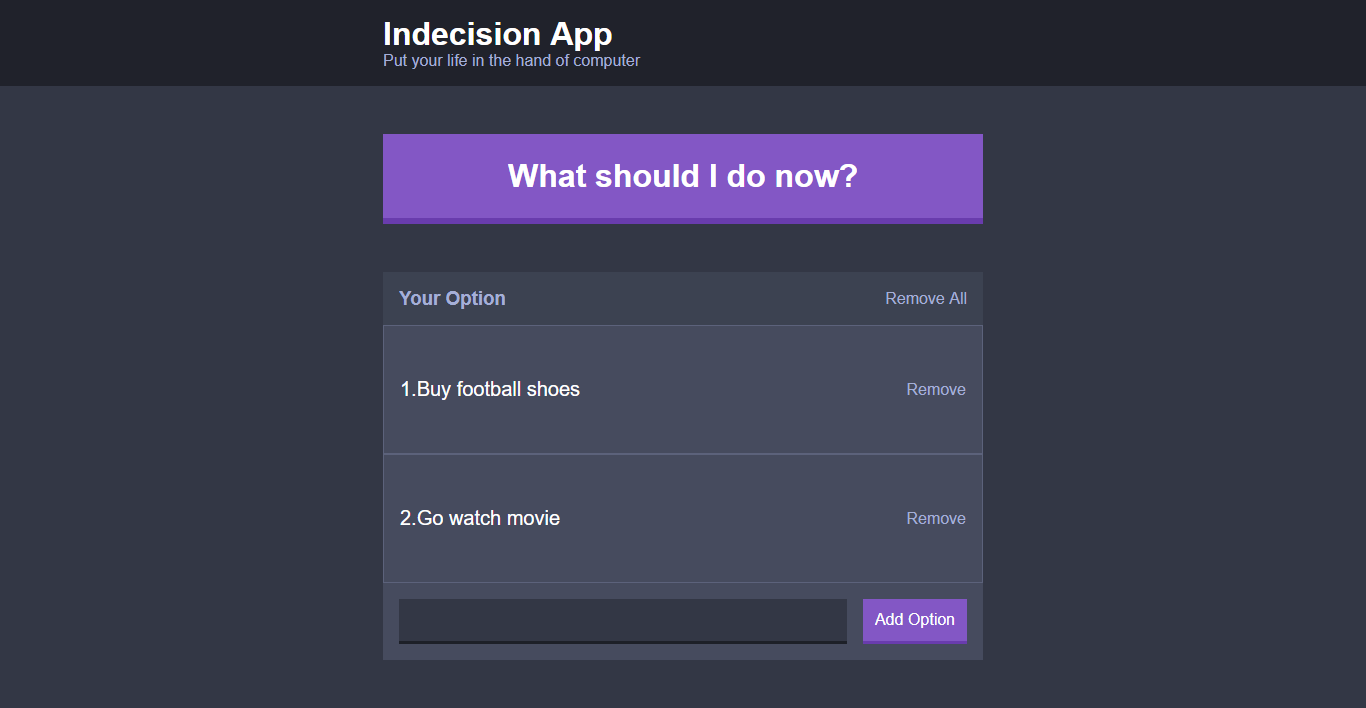 Indecision App
Put your life in the hand of computer
What should I do now?
Your Option
Remove All
1.Buy football shoes
Remove
2.Go watch movie
Remove
Add Option